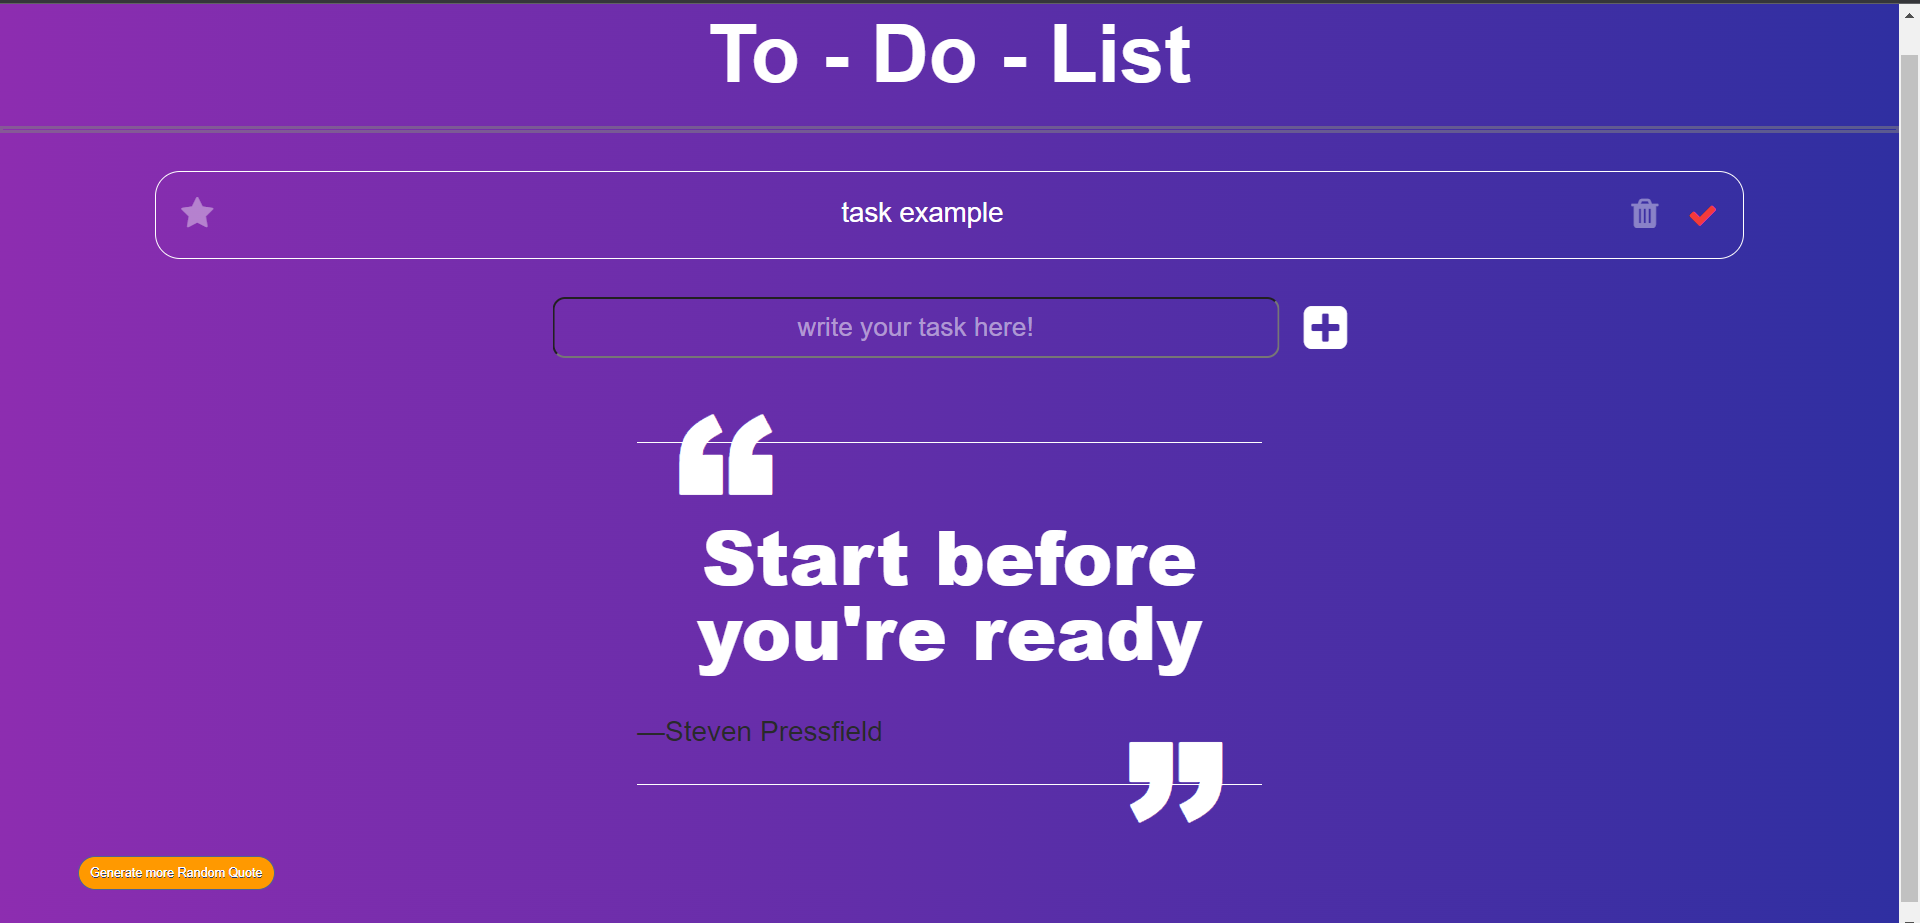 To - Do - List
task example
write your task here!
“
Start before
you're ready
—Steven Pressfield
”
Generate more Random Quote